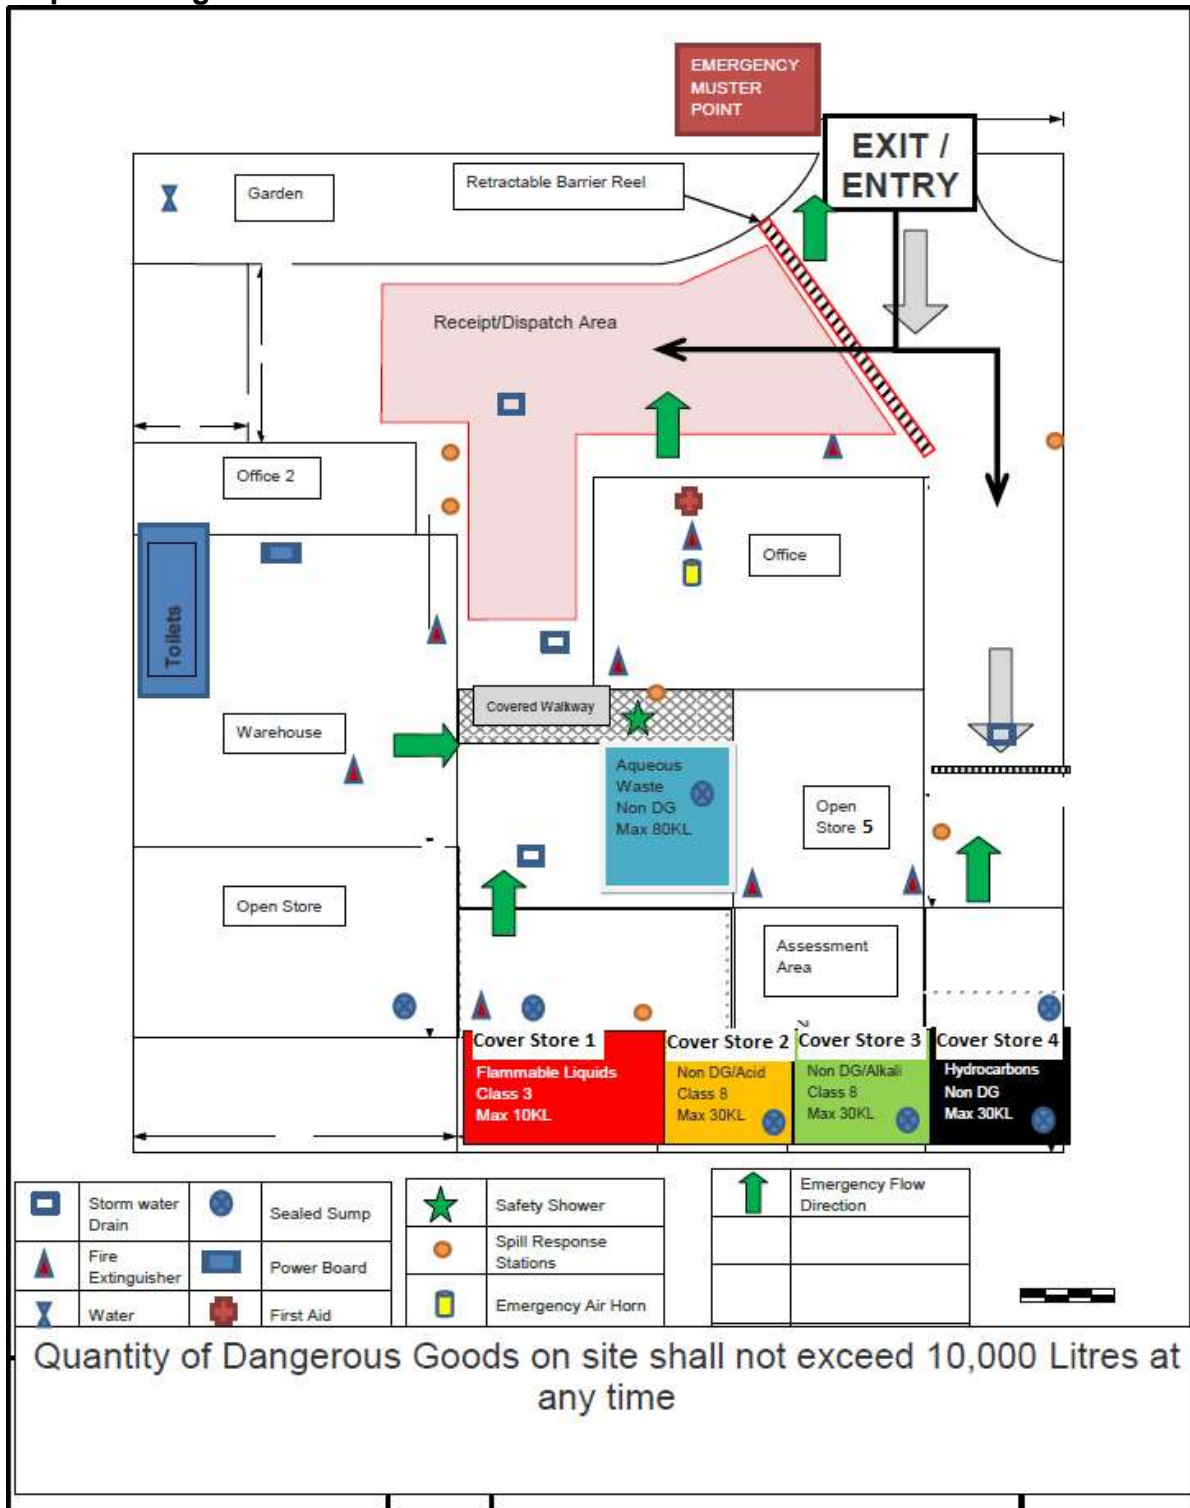 EMERGENCY
MUSTER
POINT
EXIT /
ENTRY
Retractable Barrier Reel
Garden
Receipt/Dispatch Area
Office 2
Office
Toilets
Covered Walkway
Warehouse
Aqueous
Waste
Non DG
Max 80KL
Open
Store 5
Open Store
Assessment
Area
Cover Store 1
Flammable Liquids
Class 3
Max 10KL
Cover Store 2
Non DG/Acid
Class 8
Max 30KL
Cover Store 3
Non DG/Alkali
Class 8
Max 30KL
Cover Store 4
Hydrocarbons
Non DG
Max 30KL
Storm water
Drain
Sealed Sump
Safety Shower
Emergency Flow
Direction
Fire
Extinguisher
Power Board
Spill Response
Stations
Water
First Aid
Emergency Air Horn
Quantity of Dangerous Goods on site shall not exceed 10,000 Litres at
any time